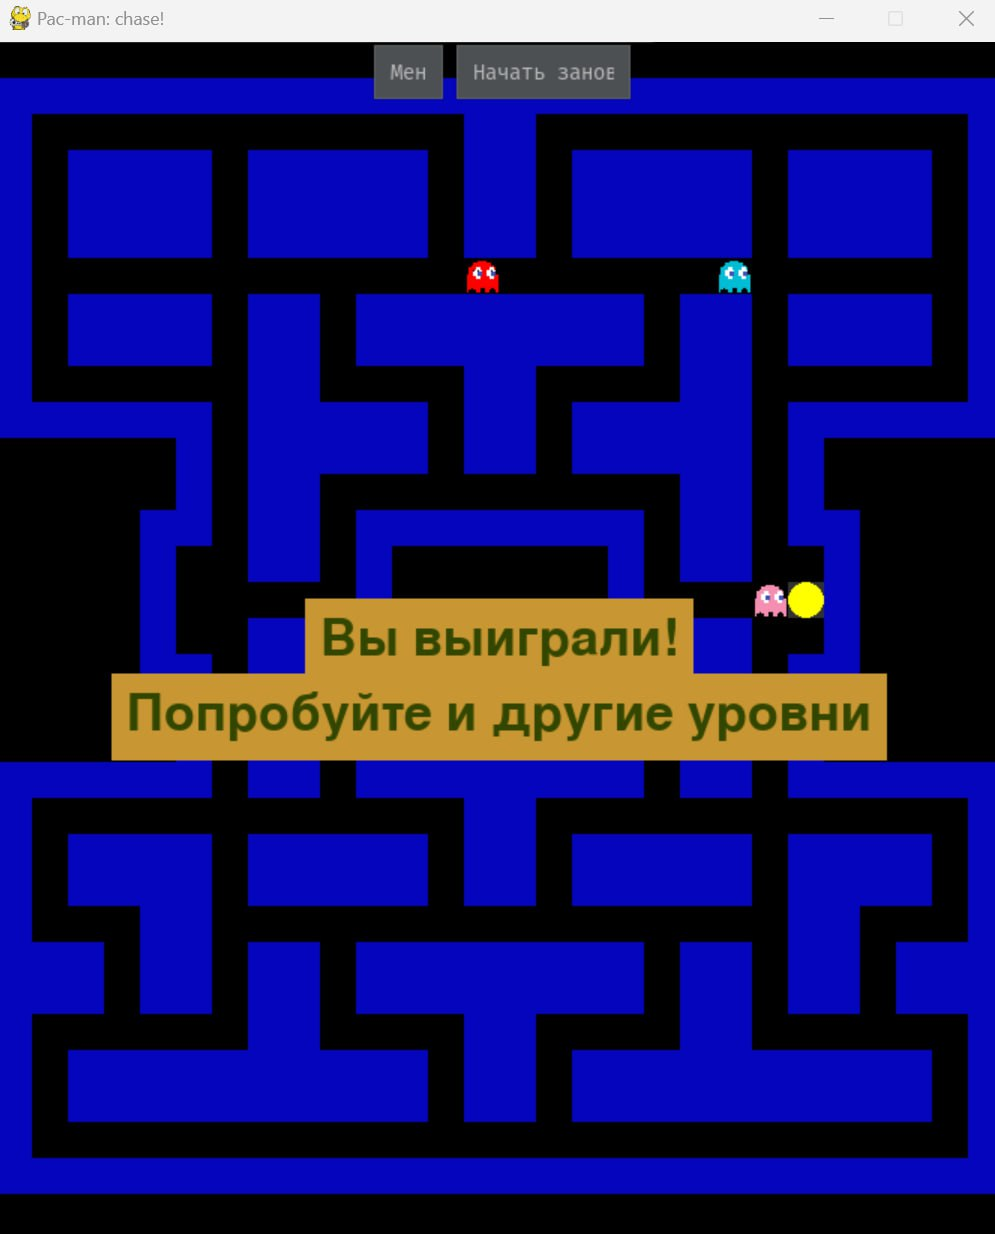 Pac-man: chase!
Мен Начать занов
Вы выиграли!
Попробуйте и другие уровни